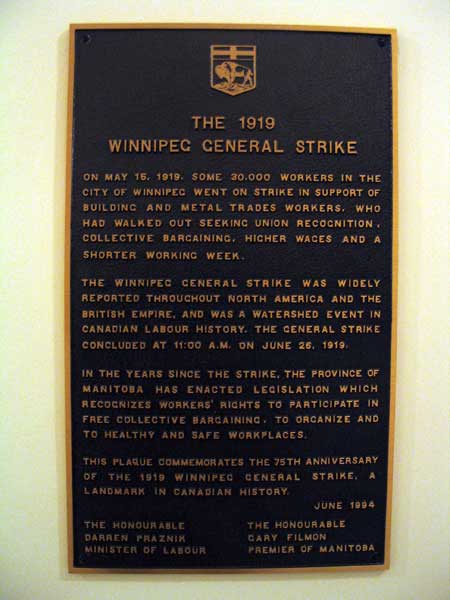 THE 1919
WINNIPEG GENERAL STRIKE
ON MAY 15, 1919, SOME 30,000 WORKERS IN THE
CITY OF WINNIPEG WENT ON STRIKE IN SUPPORT OF
BUILDING AND METAL TRADES WORKERS, WHO
HAD WALKED OUT SEEKING UNION RECOGNITION,
COLLECTIVE BARGAINING, HIGHER WAGES AND A
SHORTER WORKING WEEK.
THE WINNIPEG GENERAL STRIKE WAS WIDELY
REPORTED THROUGHOUT NORTH AMERICA AND THE
BRITISH EMPIRE, AND WAS A WATERSHED EVENT IN
CANADIAN LABOUR HISTORY. THE GENERAL STRIKE
CONCLUDED AT 11:00 A.M. ON JUNE 26, 1919.
IN THE YEARS SINCE THE STRIKE, THE PROVINCE OF
MANITOBA HAS ENACTED LEGISLATION WHICH
RECOGNIZES WORKERS' RIGHTS TO PARTICIPATE IN
FREE COLLECTIVE BARGAINING, TO ORGANIZE AND
TO HEALTHY AND SAFE WORKPLACES.
THIS PLAQUE COMMEMORATES THE 75TH ANNIVERSARY
OF THE 1919 WINNIPEG GENERAL STRIKE, A
LANDMARK IN CANADIAN HISTORY.
JUNE 1994
THE HONOURABLE
DARREN PRAZNIK
MINISTER OF LABOUR
THE HONOURABLE
GARY FILMON
PREMIER OF MANITOBA